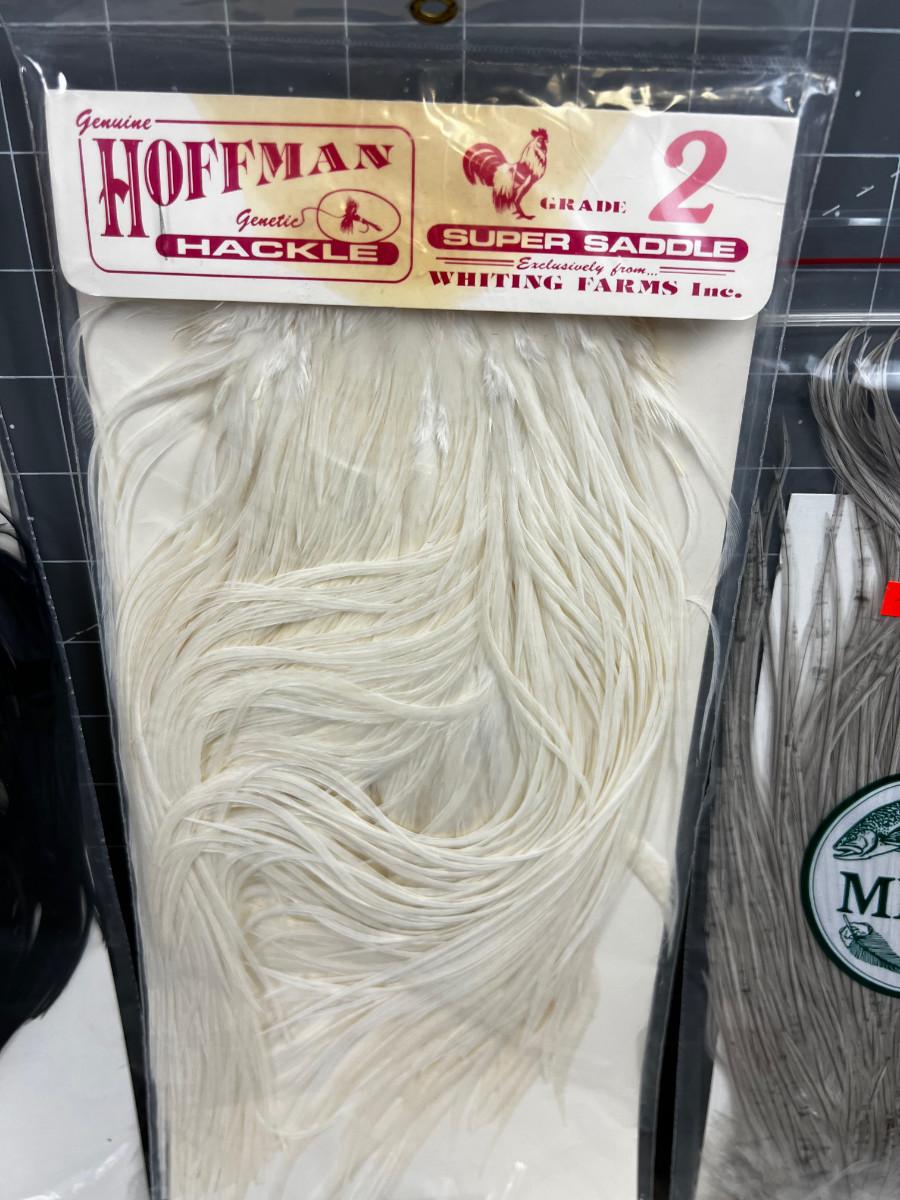 Genuine
HOFFMAN
Genetic
HACKLE
GRADE 2
SUPER SADDLE
Exclusively from...
WHITING FARMS Inc.